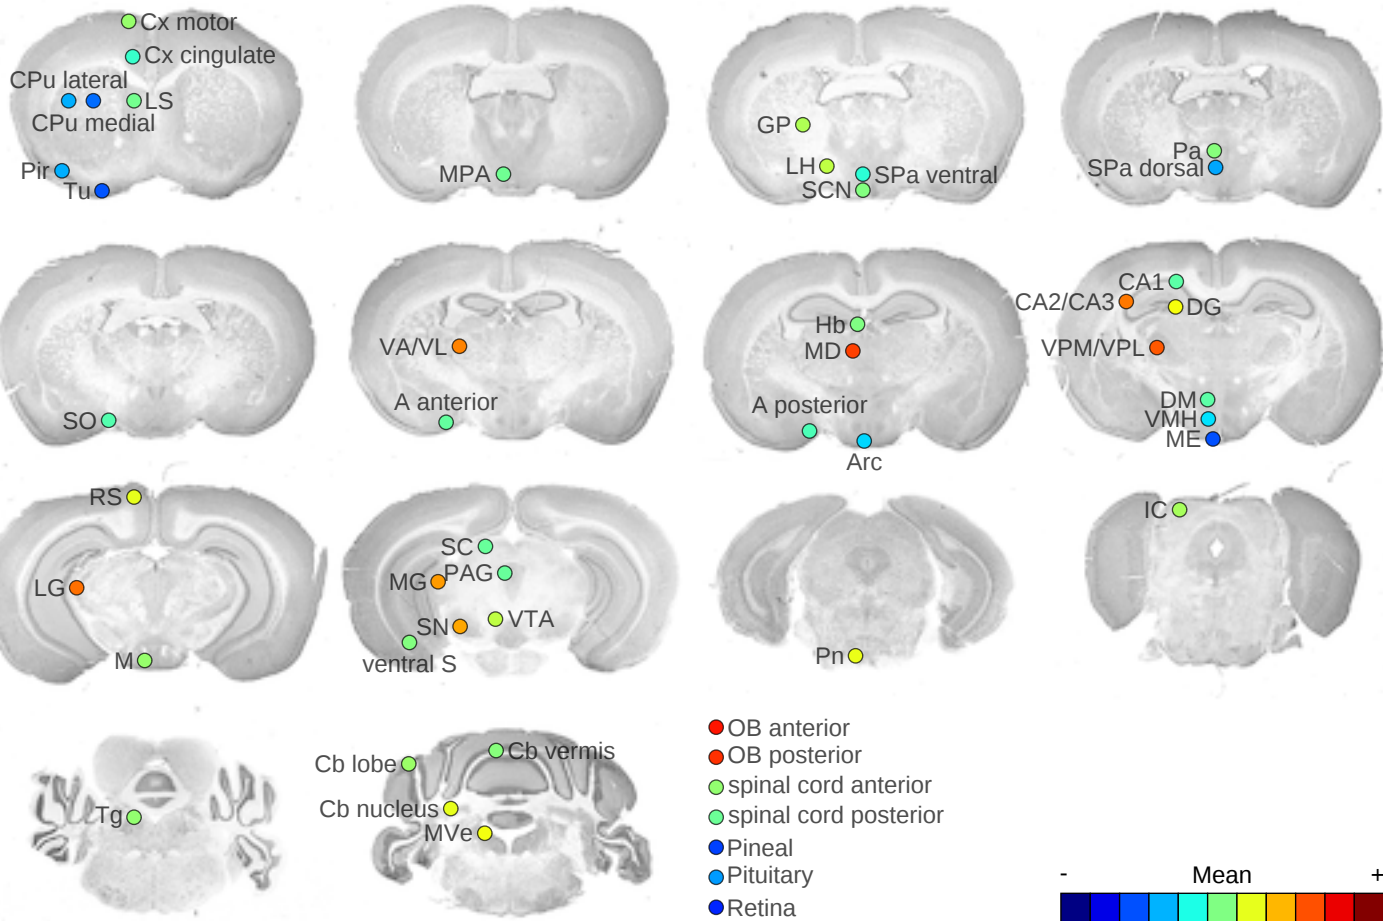 Cx motor
Cx cingulate
CPu lateral
LS
CPu medial
Pir
Tu
MPA
GP
LH
SPa ventral
SCN
Pa
SPa dorsal
SO
VA/VL
A anterior
Hb
MD
A posterior
Arc
CA1
CA2/CA3
DG
VPM/VPL
DM
VMH
ME
RS
LG
M
SC
PAG
MG
SN
VTA
ventral S
Pn
IC
Tg
Cb lobe
Cb vermis
Cb nucleus
MVe
OB anterior
OB posterior
spinal cord anterior
spinal cord posterior
Pineal
Pituitary
Retina
- Mean +